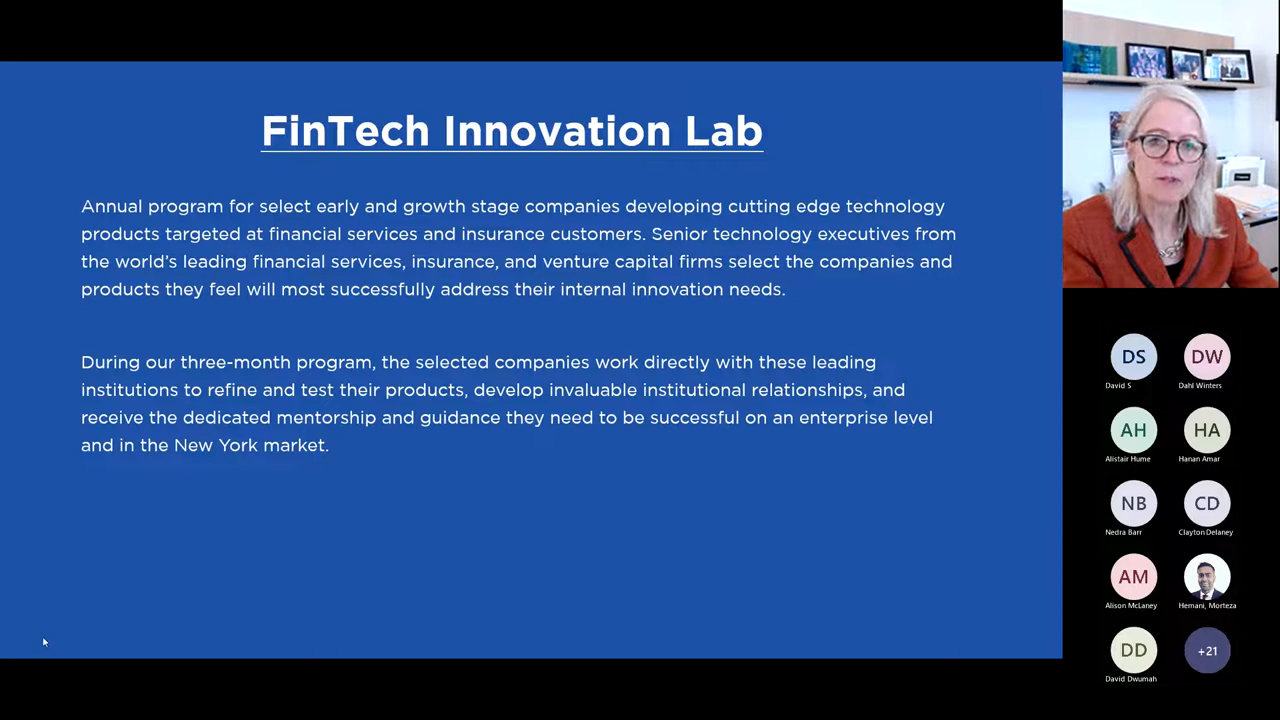 FinTech Innovation Lab
Annual program for select early and growth stage companies developing cutting edge technology
products targeted at financial services and insurance customers. Senior technology executives from
the world's leading financial services, insurance, and venture capital firms select the companies and
products they feel will most successfully address their internal innovation needs.
During our three-month program, the selected companies work directly with these leading
institutions to refine and test their products, develop invaluable institutional relationships, and
receive the dedicated mentorship and guidance they need to be successful on an enterprise level
and in the New York market.
DS DW
David S Dahl Winters
AH HA
Alistair Hume Hanan Amar
NB CD
Nedra Barr Clayton Delaney
AM
Alison McLaney Hemani, Morteza
DD +21
David Dwumah